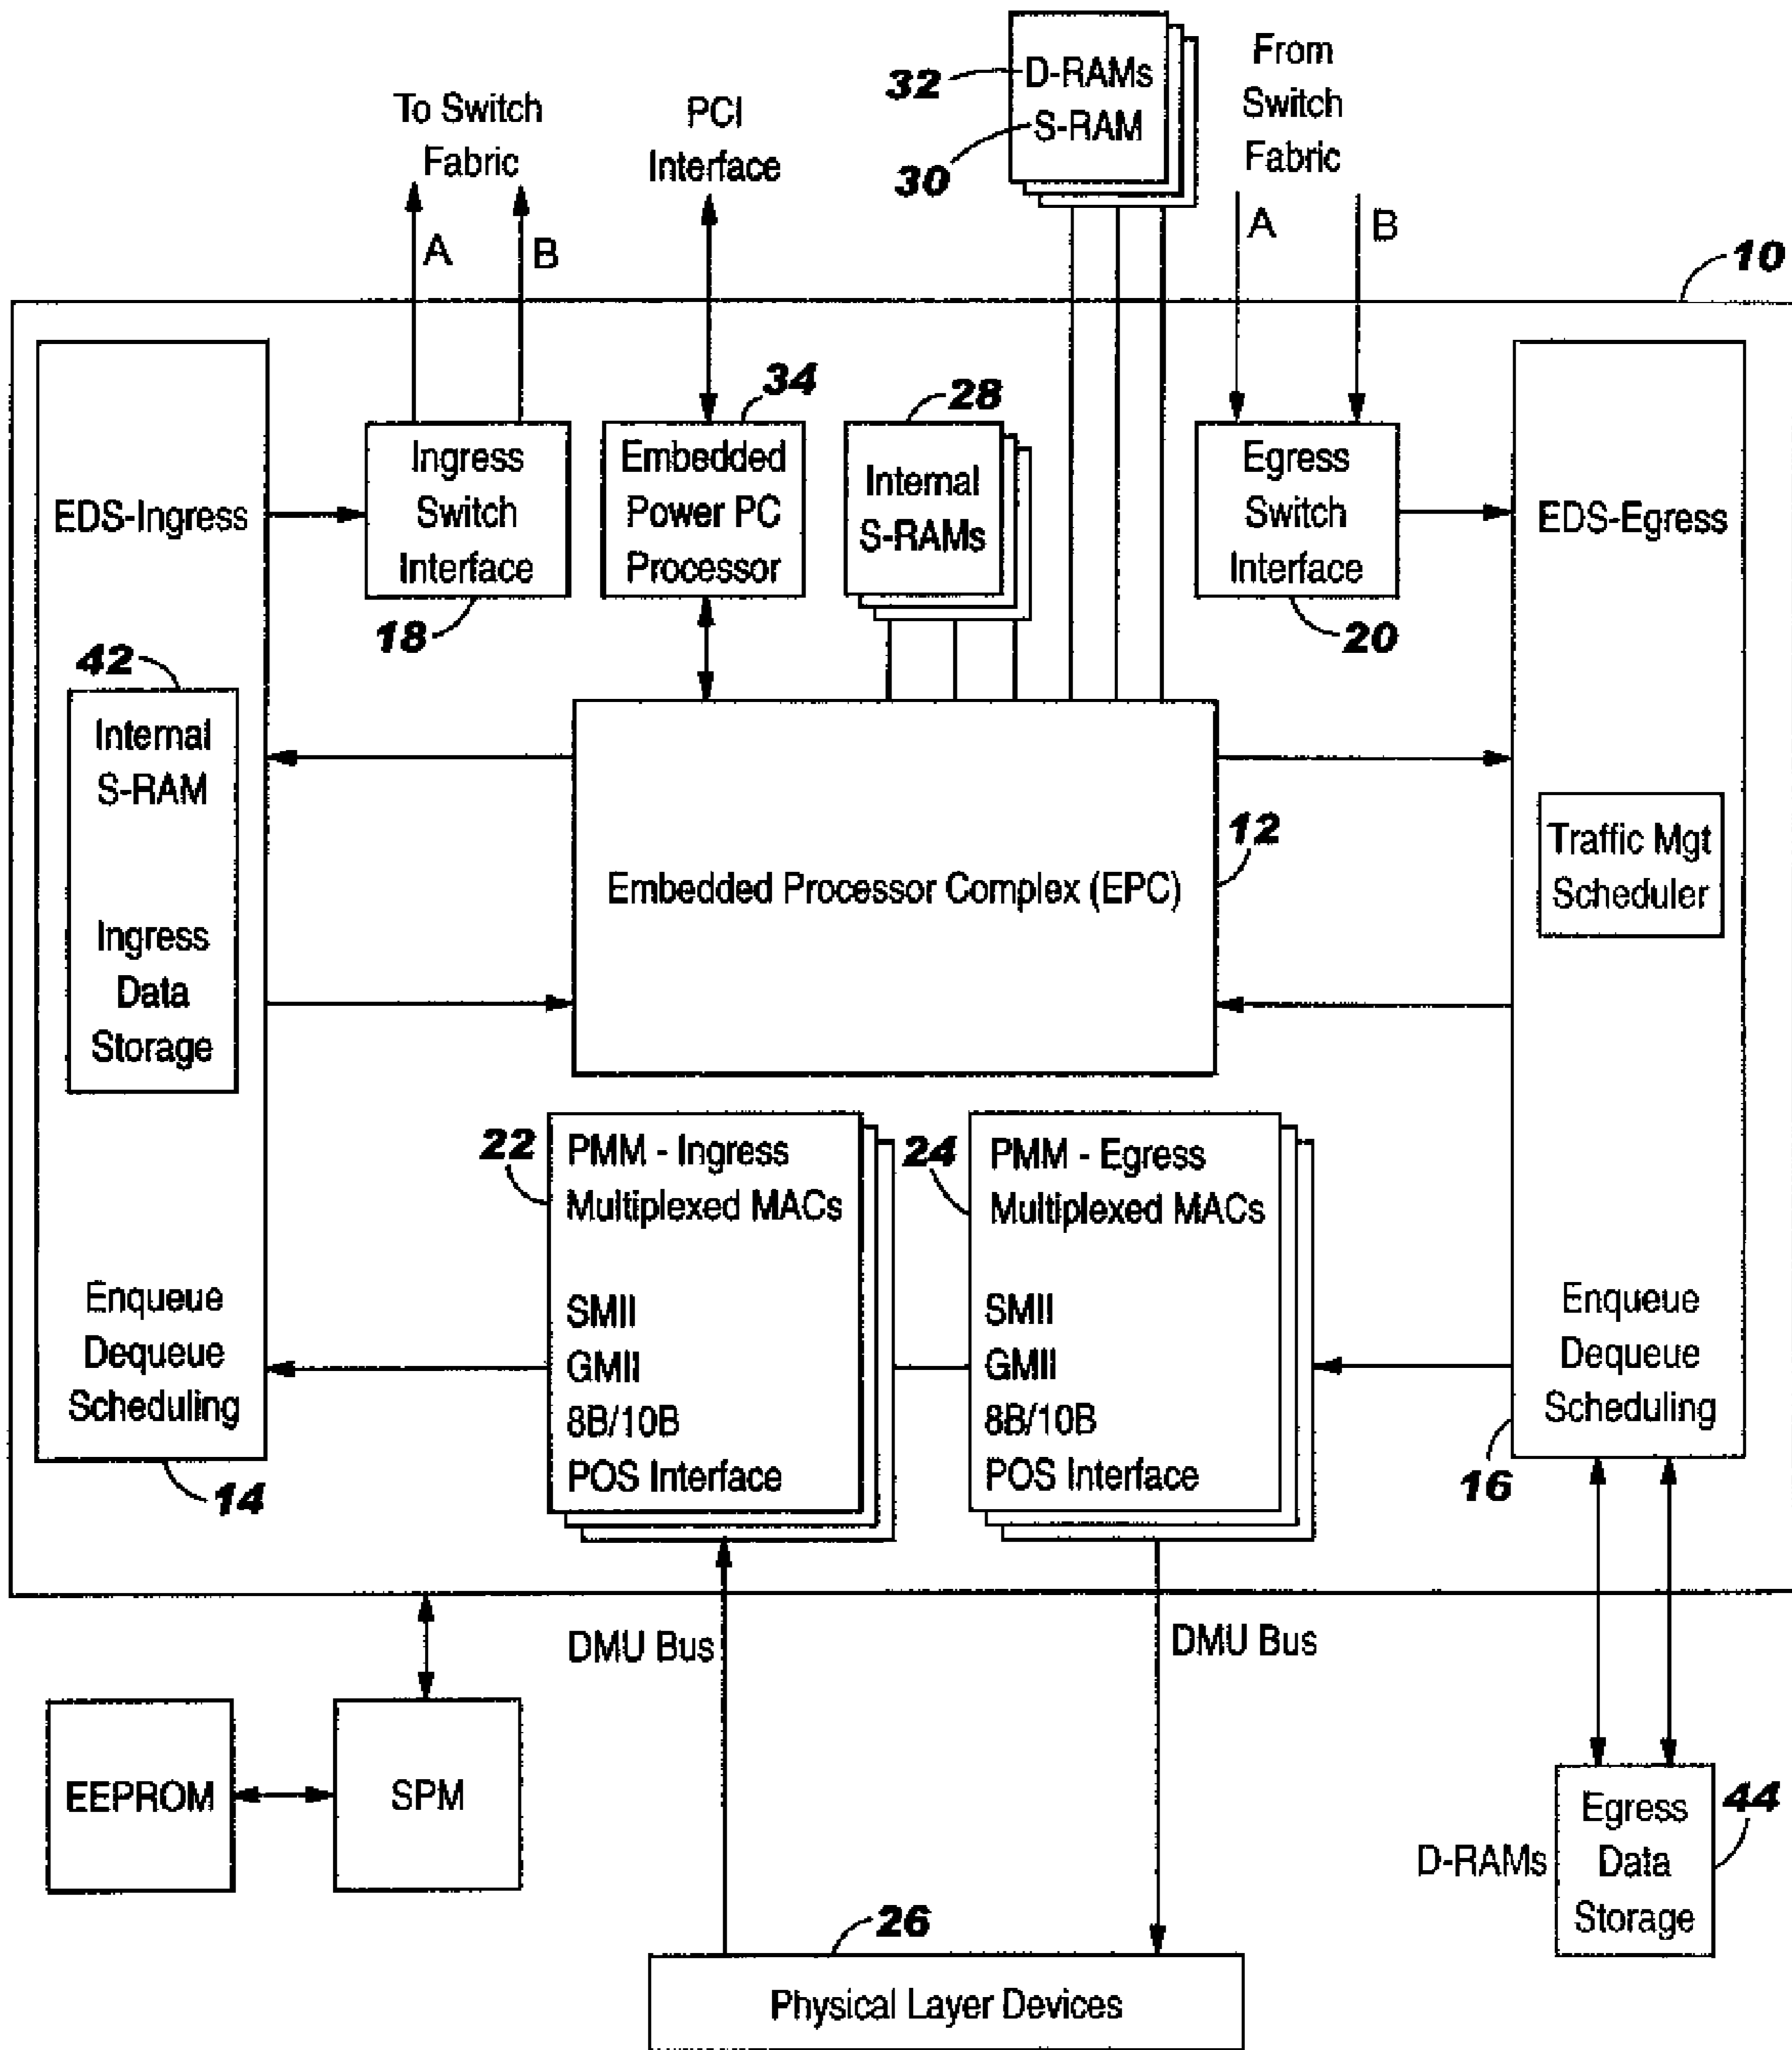 32
D-RAMs
S-RAM
30
From
Switch
Fabric
To Switch
Fabric
PCI
Interface
A
B
A
B
10
EDS-Ingress
Ingress
Switch
Interface
18
34
Embedded
Power PC
Processor
28
Internal
S-RAMs
Egress
Switch
Interface
20
EDS-Egress
42
Internal
S-RAM
Ingress
Data
Storage
Embedded Processor Complex (EPC)
12
Traffic Mgt
Scheduler
22
PMM - Ingress
Multiplexed MACs
SMII
GMII
8B/10B
POS Interface
24
PMM - Egress
Multiplexed MACs
SMII
GMII
8B/10B
POS Interface
Enqueue
Dequeue
Scheduling
14
Enqueue
Dequeue
Scheduling
16
DMU Bus
DMU Bus
EEPROM
SPM
D-RAMs
Egress
Data
Storage
44
26
Physical Layer Devices